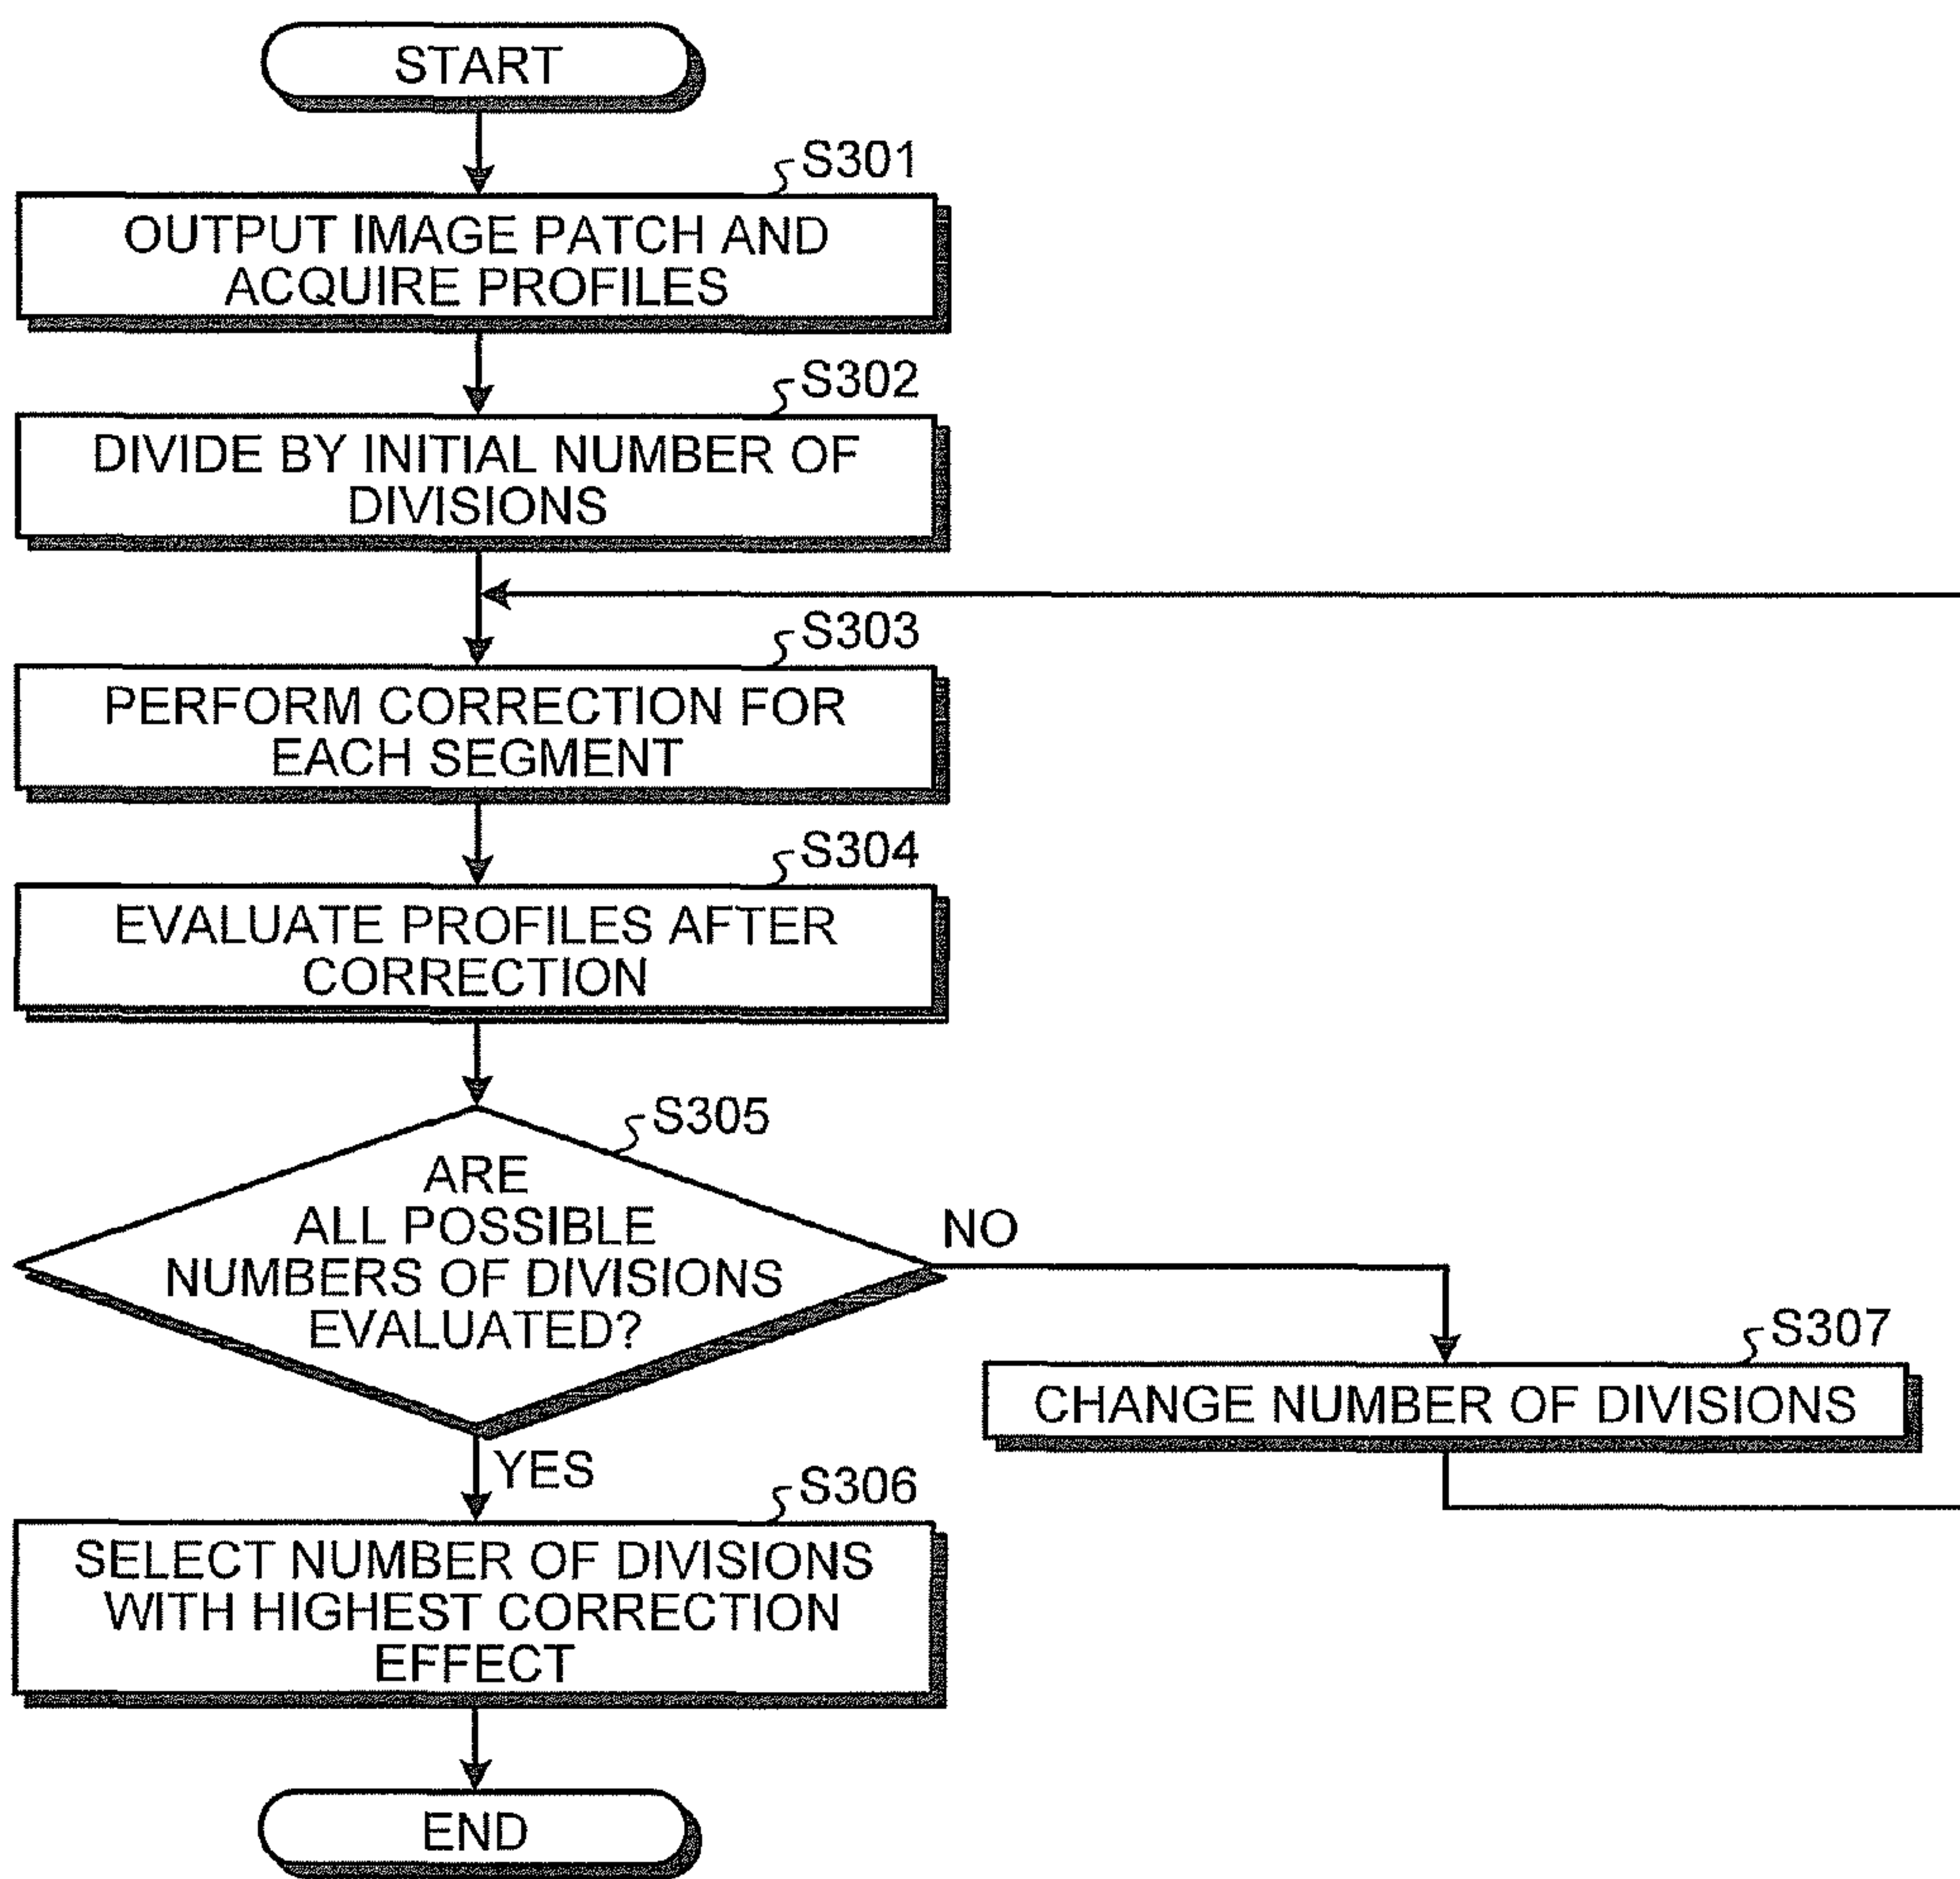 START
S301
OUTPUT IMAGE PATCH AND
ACQUIRE PROFILES
S302
DIVIDE BY INITIAL NUMBER OF
DIVISIONS
S303
PERFORM CORRECTION FOR
EACH SEGMENT
S304
EVALUATE PROFILES AFTER
CORRECTION
S305
ARE
ALL POSSIBLE
NUMBERS OF DIVISIONS
EVALUATED?
NO
S307
CHANGE NUMBER OF DIVISIONS
YES
S306
SELECT NUMBER OF DIVISIONS
WITH HIGHEST CORRECTION
EFFECT
END